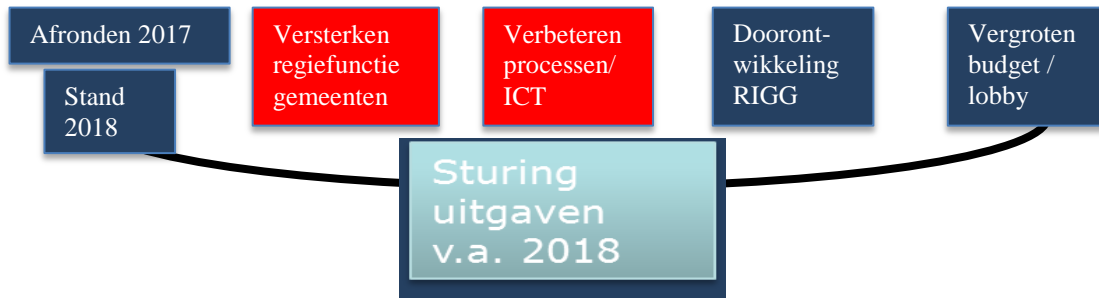 Afronden 2017
Stand
2018
Versterken
regiefunctie
gemeenten
Verbeteren
processen/
ICT
Dooront-
wikkeling
RIGG
Vergroten
budget /
lobby
Sturing
uitgaven
v.a. 2018